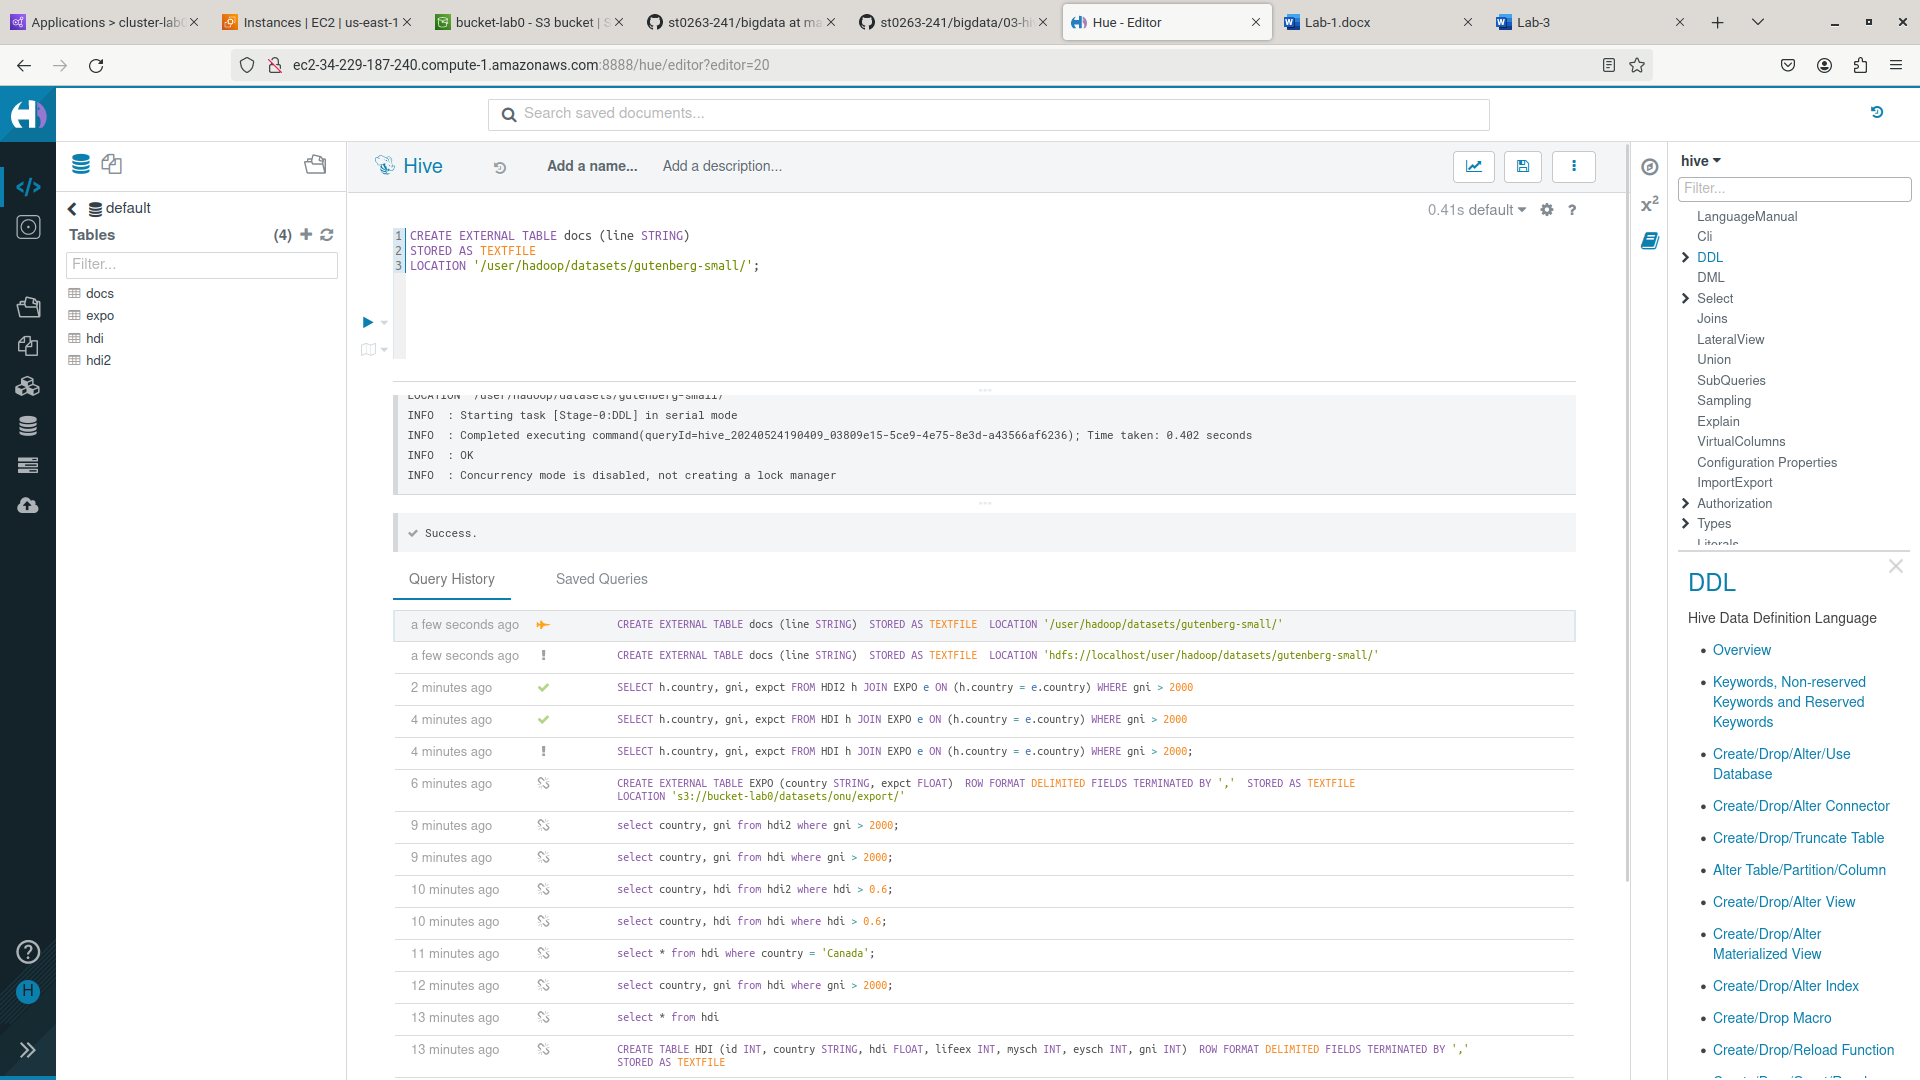 Applications > cluster-lab
Instances | EC2 | us-east-1
bucket-lab0 - S3 bucket | S
st0263-241/bigdata at ma
st0263-241/bigdata/03-hi
Hue - Editor
Lab-1.docx
Lab-3
ec2-34-229-187-240.compute-1.amazonaws.com:8888/hue/editor?editor=20
Search saved documents...
default
Tables
(4)
Filter...
docs
expo
hdi
hdi2
Hive
Add a name...
Add a description...
0.41s default
?
1 CREATE EXTERNAL TABLE docs (line STRING)
2 STORED AS TEXTFILE
3 LOCATION '/user/hadoop/datasets/gutenberg-small/';
LOCATION '/user/hadoop/datasets/gutenberg-small/'
INFO  : Starting task [Stage-0:DDL] in serial mode
INFO  : Completed executing command(queryId=hive_20240524190409_03809e15-5ce9-4e75-8e3d-a43566af6236); Time taken: 0.402 seconds
INFO  : OK
INFO  : Concurrency mode is disabled, not creating a lock manager
Success.
Query History
Saved Queries
a few seconds ago CREATE EXTERNAL TABLE docs (line STRING)  STORED AS TEXTFILE  LOCATION '/user/hadoop/datasets/gutenberg-small/'
a few seconds ago ! CREATE EXTERNAL TABLE docs (line STRING)  STORED AS TEXTFILE  LOCATION 'hdfs://localhost/user/hadoop/datasets/gutenberg-small/'
2 minutes ago SELECT h.country, gni, expct FROM HDI2 h JOIN EXPO e ON (h.country = e.country) WHERE gni > 2000
4 minutes ago SELECT h.country, gni, expct FROM HDI h JOIN EXPO e ON (h.country = e.country) WHERE gni > 2000
4 minutes ago ! SELECT h.country, gni, expct FROM HDI h JOIN EXPO e ON (h.country = e.country) WHERE gni > 2000;
6 minutes ago CREATE EXTERNAL TABLE EXPO (country STRING, expct FLOAT)  ROW FORMAT DELIMITED FIELDS TERMINATED BY ','  STORED AS TEXTFILE
LOCATION 's3://bucket-lab0/datasets/onu/export/'
9 minutes ago select country, gni from hdi2 where gni > 2000;
9 minutes ago select country, gni from hdi where gni > 2000;
10 minutes ago select country, hdi from hdi2 where hdi > 0.6;
10 minutes ago select country, hdi from hdi where hdi > 0.6;
11 minutes ago select * from hdi where country = 'Canada';
12 minutes ago select country, gni from hdi where gni > 2000;
13 minutes ago select * from hdi
13 minutes ago CREATE TABLE HDI (id INT, country STRING, hdi FLOAT, lifeex INT, mysch INT, eysch INT, gni INT)  ROW FORMAT DELIMITED FIELDS TERMINATED BY ','
STORED AS TEXTFILE
hive
Filter...
LanguageManual
Cli
DDL
DML
Select
Joins
LateralView
Union
SubQueries
Sampling
Explain
VirtualColumns
Configuration Properties
ImportExport
Authorization
Types
Literals
DDL
Hive Data Definition Language
Overview
Keywords, Non-reserved
Keywords and Reserved
Keywords
Create/Drop/Alter/Use
Database
Create/Drop/Alter Connector
Create/Drop/Truncate Table
Alter Table/Partition/Column
Create/Drop/Alter View
Create/Drop/Alter
Materialized View
Create/Drop/Alter Index
Create/Drop Macro
Create/Drop/Reload Function
x²
?
H